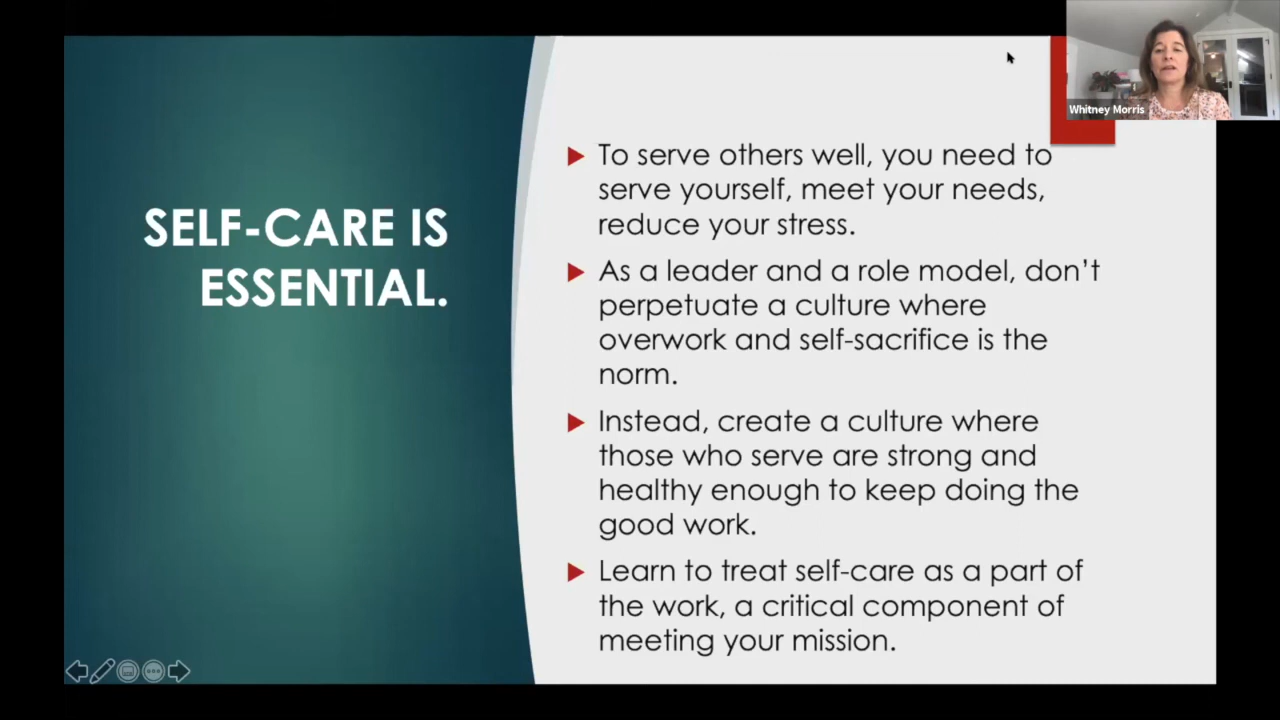 SELF-CARE IS
ESSENTIAL.
To serve others well, you need to
serve yourself, meet your needs,
reduce your stress.
As a leader and a role model, don’t
perpetuate a culture where
overwork and self-sacrifice is the
norm.
Instead, create a culture where
those who serve are strong and
healthy enough to keep doing the
good work.
Learn to treat self-care as a part of
the work, a critical component of
meeting your mission.
Whitney Morris